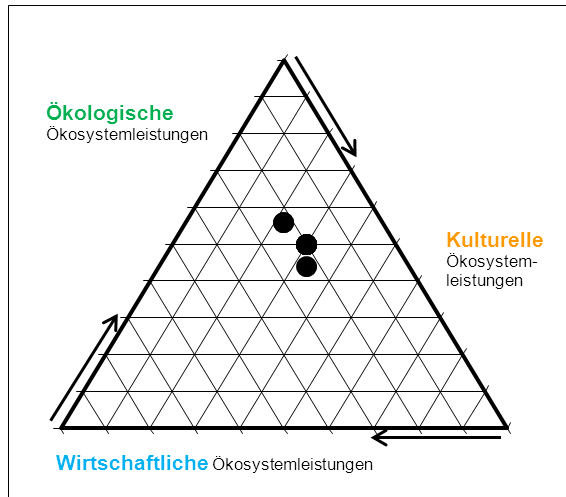 Ökologische
Ökosystemleistungen
Kulturelle
Ökosystem-
leistungen
Wirtschaftliche Ökosystemleistungen